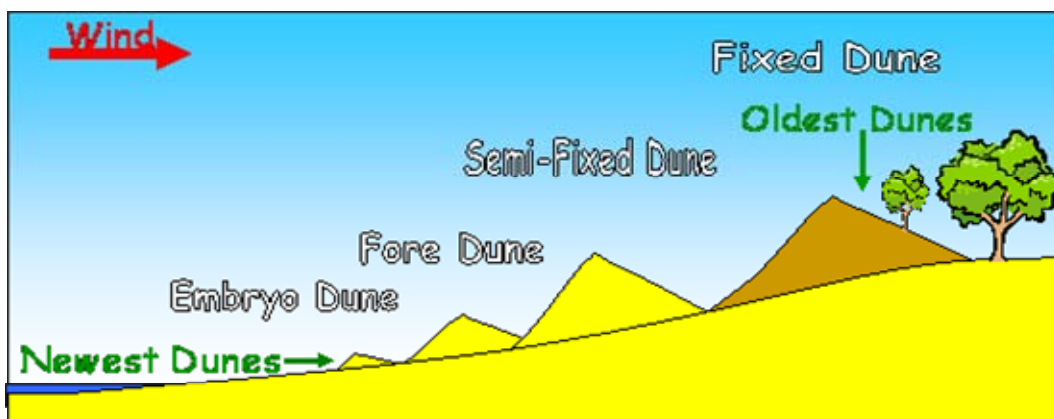 Wind
Fixed Dune
Oldest Dunes
Semi-Fixed Dune
Fore Dune
Embryo Dune
Newest Dunes